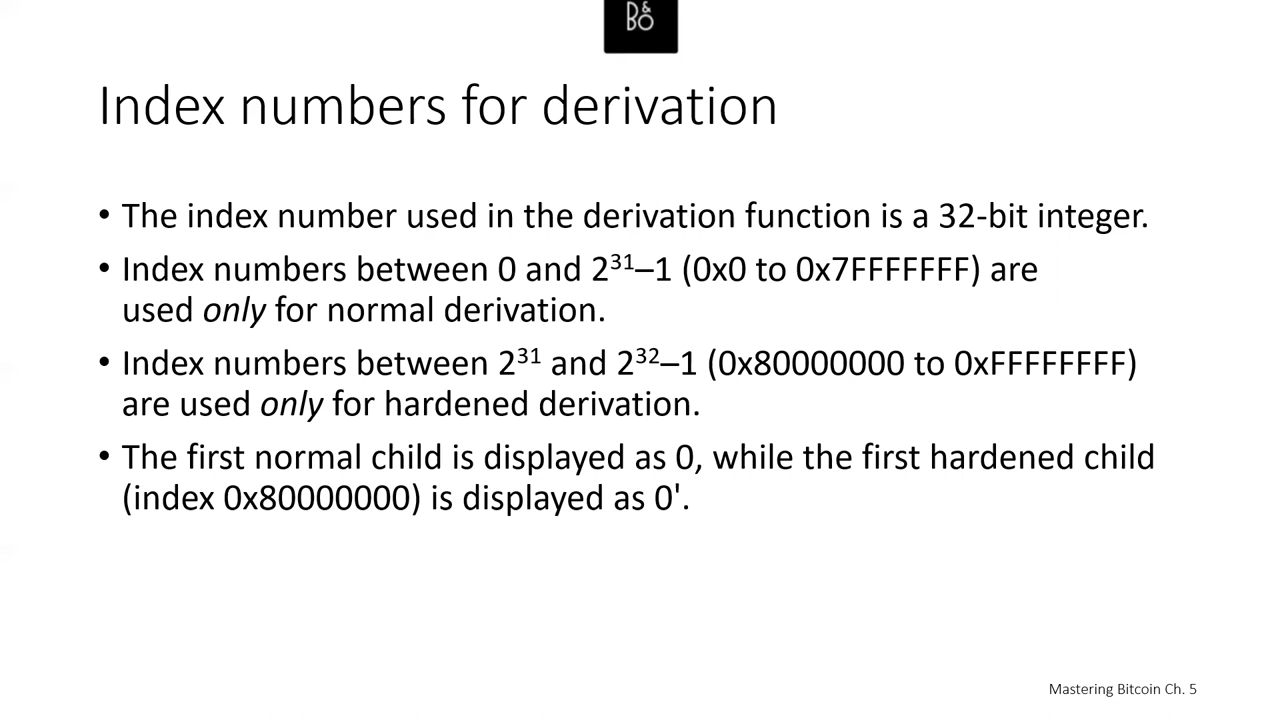 B&O
Index numbers for derivation
• The index number used in the derivation function is a 32-bit integer.
• Index numbers between 0 and 2³¹–1 (0x0 to 0x7FFFFFFF) are
used only for normal derivation.
• Index numbers between 2³¹ and 2³²–1 (0x80000000 to 0xFFFFFFFF)
are used only for hardened derivation.
• The first normal child is displayed as 0, while the first hardened child
(index 0x80000000) is displayed as 0'.
Mastering Bitcoin Ch. 5